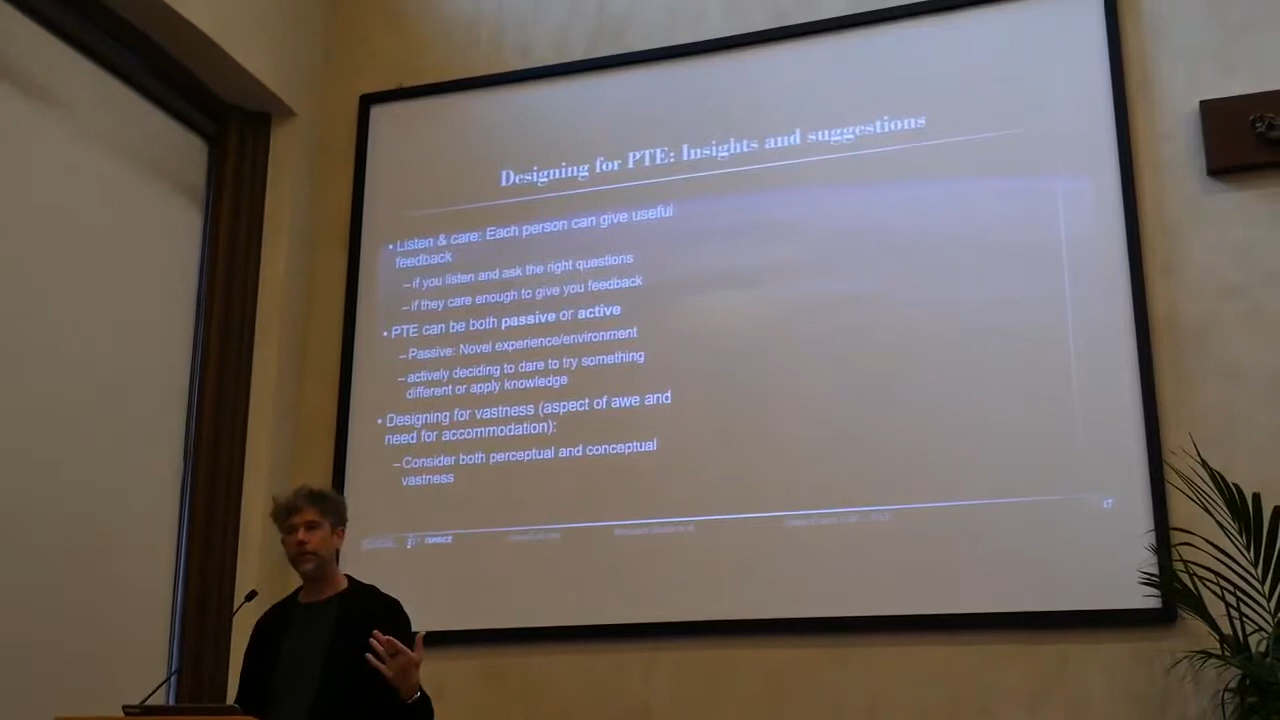 Designing for PTE: Insights and suggestions
• Listen & care: Each person can give useful
feedback
– if you listen and ask the right questions
– if they care enough to give you feedback
• PTE can be both passive or active
– Passive: Novel experience/environment
– actively deciding to dare to try something
different or apply knowledge
• Designing for vastness (aspect of awe and
need for accommodation):
– Consider both perceptual and conceptual
vastness
iSPACE
17